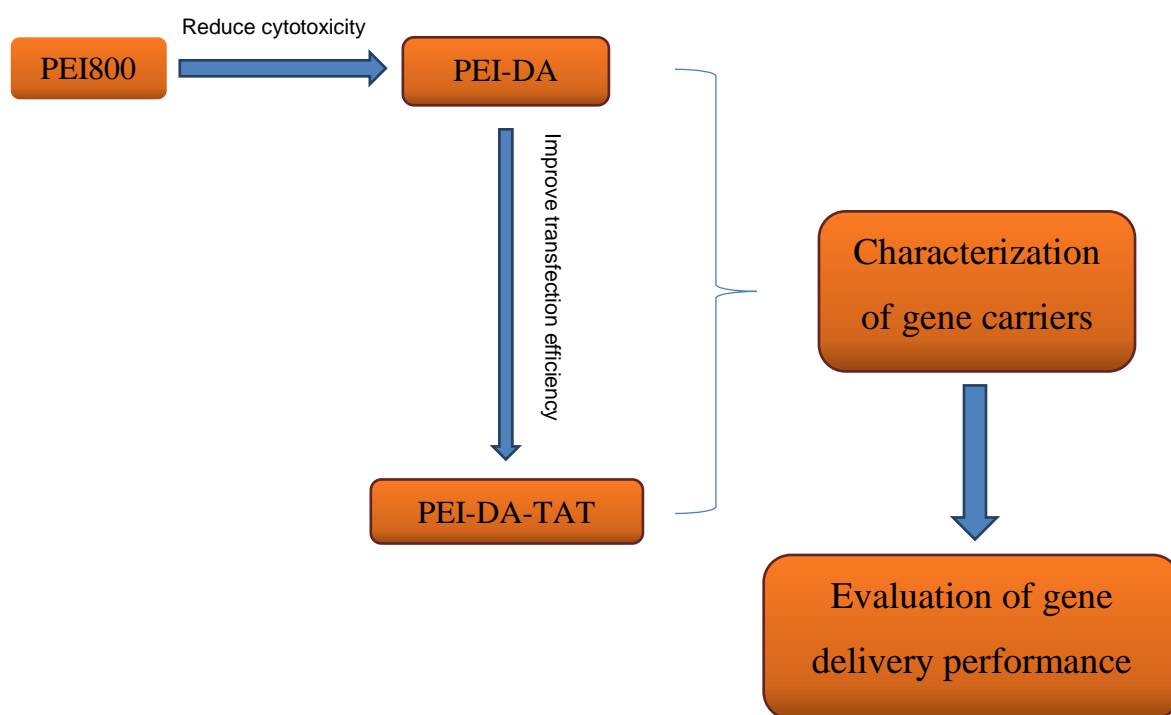 Reduce cytotoxicity
PEI800
PEI-DA
Improve transfection efficiency
PEI-DA-TAT
Characterization
of gene carriers
Evaluation of gene
delivery performance